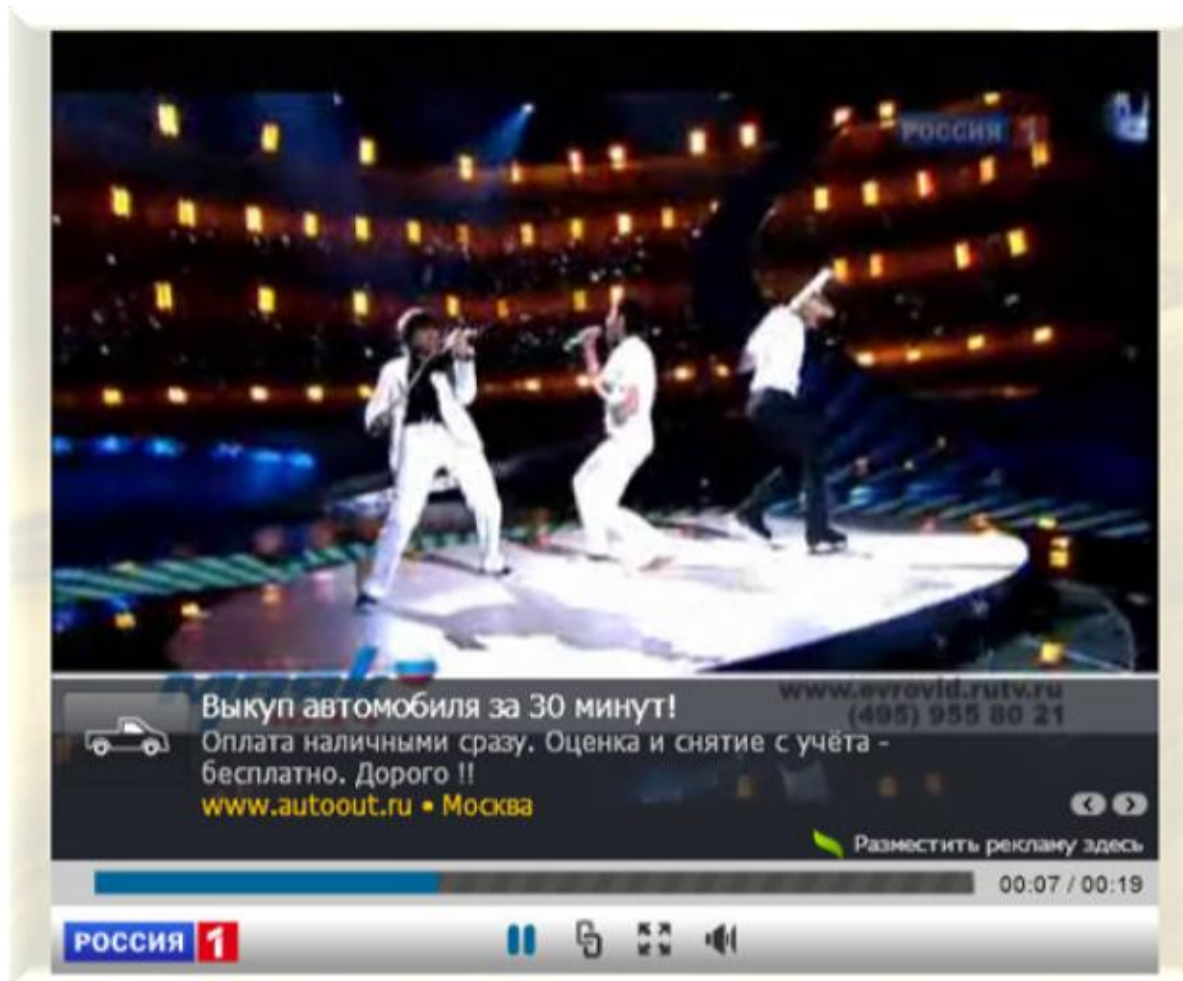 РОССИЯ 1
www.evrovid.rutv.ru
(495) 955 80 21
Выкуп автомобиля за 30 минут!
Оплата наличными сразу. Оценка и снятие с учёта -
бесплатно. Дорого !!
www.autoout.ru • Москва
Разместить рекламу здесь
00:07 / 00:19
РОССИЯ 1